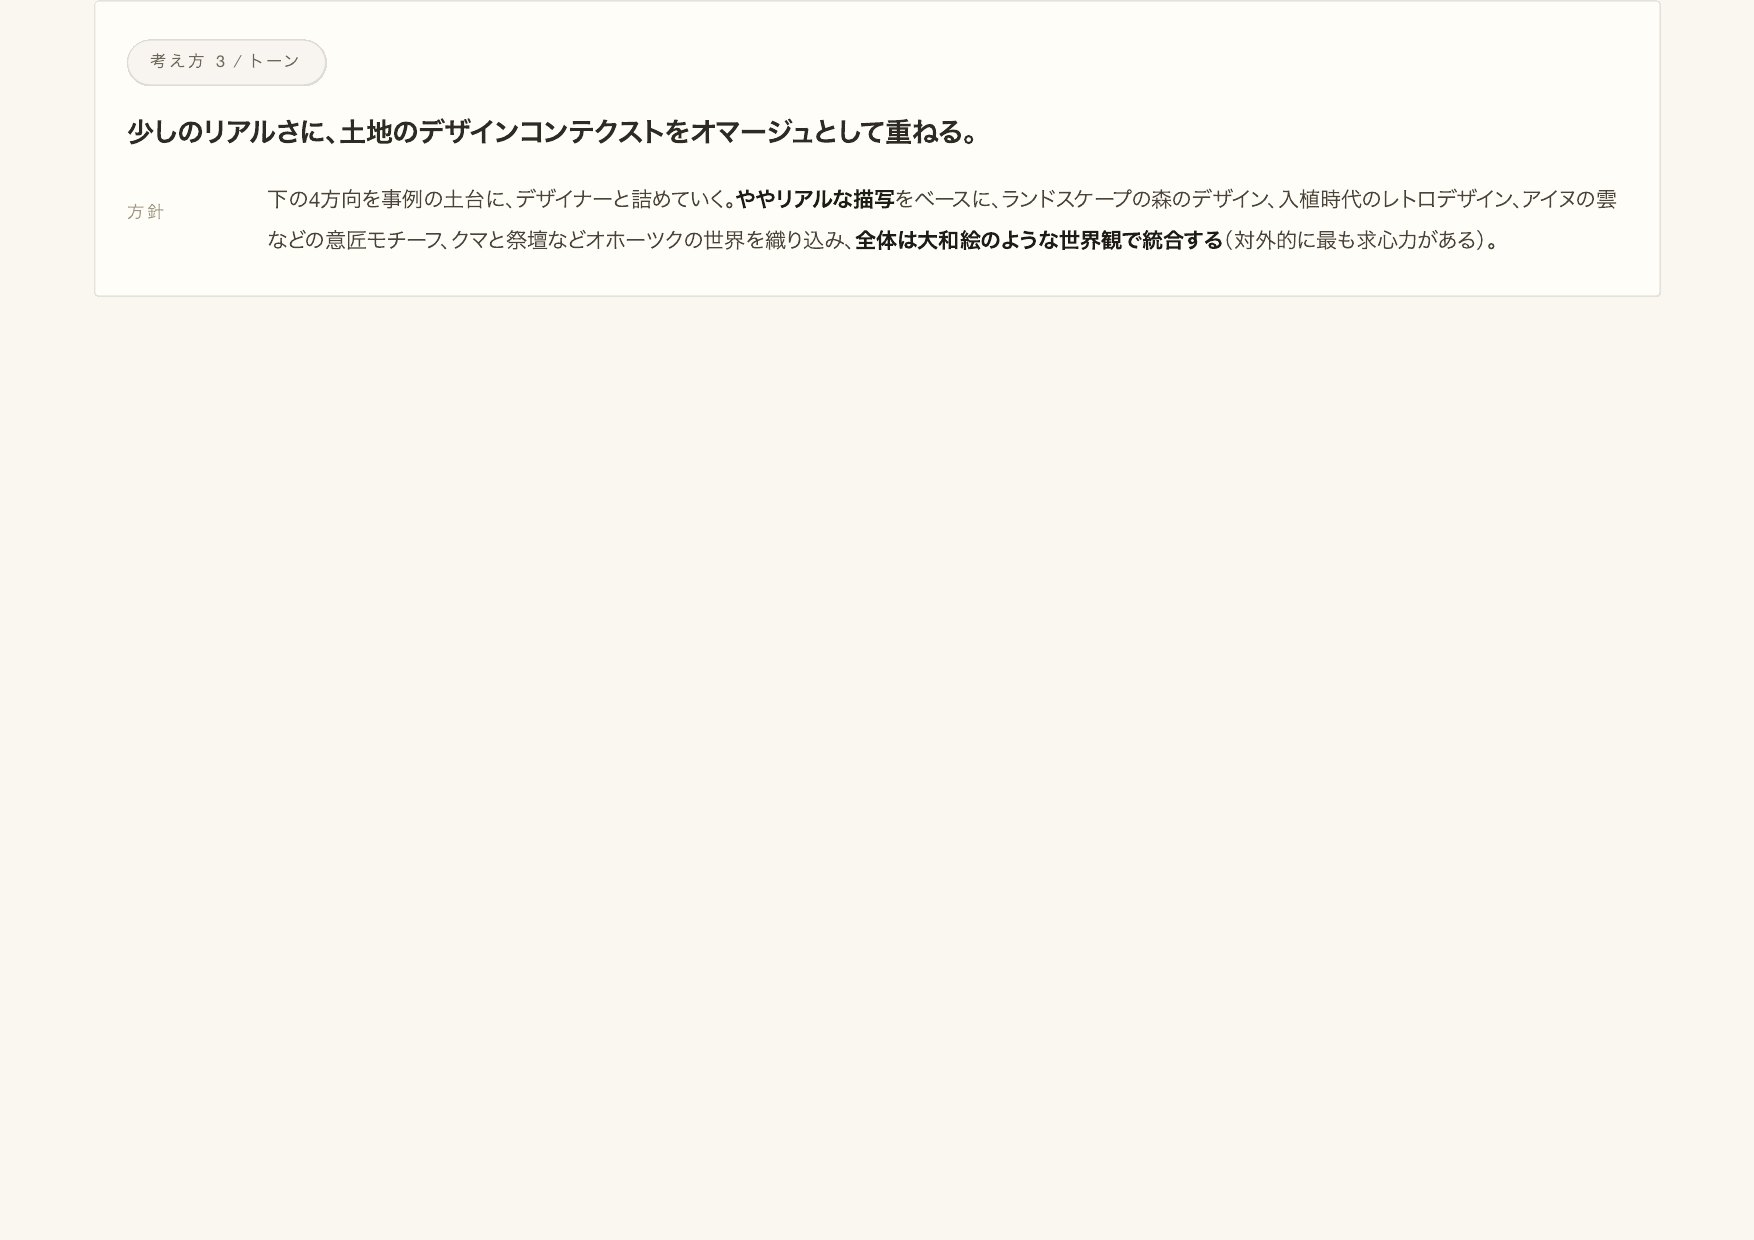 考え方 3 / トーン
少しのリアルさに、土地のデザインコンテクストをオマージュとして重ねる。
方針
下の4方向を事例の土台に、デザイナーと詰めていく。ややリアルな描写をベースに、ランドスケープの森のデザイン、入植時代のレトロデザイン、アイヌの雲
などの意匠モチーフ、クマと祭壇などオホーツクの世界を織り込み、全体は大和絵のような世界観で統合する（対外的に最も求心力がある）。